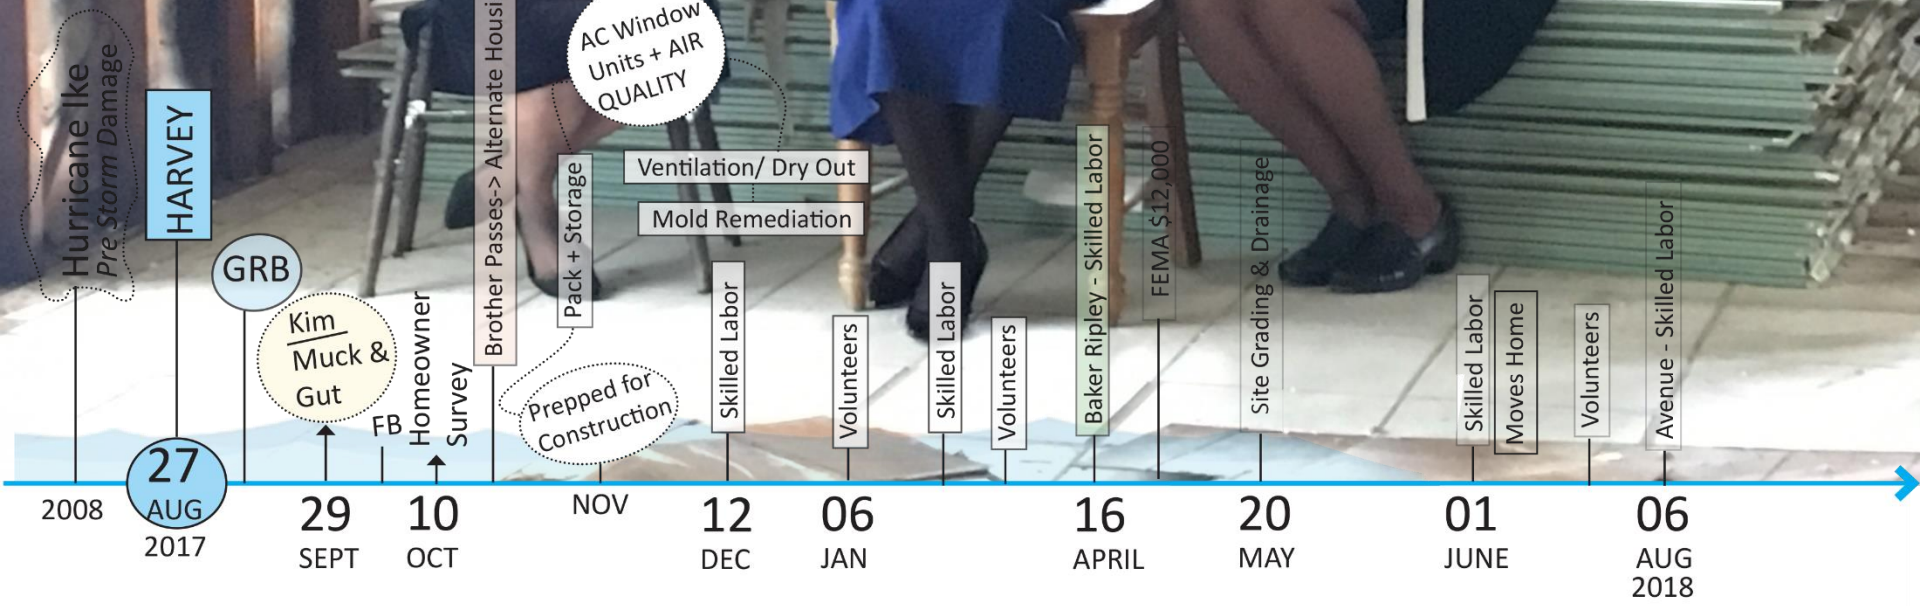 Hurricane Ike
Pre Storm Damage
HARVEY
GRB
Kim
Muck &
Gut
FB
Homeowner
Survey
Brother Passes-> Alternate Housi
AC Window
Units + AIR
QUALITY
Pack + Storage
Ventilation/ Dry Out
Mold Remediation
Prepped for
Construction
Skilled Labor
Volunteers
Skilled Labor
Volunteers
Baker Ripley - Skilled Labor
FEMA $12,000
Site Grading & Drainage
Skilled Labor
Moves Home
Volunteers
Avenue - Skilled Labor
2008
27
AUG
2017
29
SEPT
10
OCT
NOV
12
DEC
06
JAN
16
APRIL
20
MAY
01
JUNE
06
AUG
2018